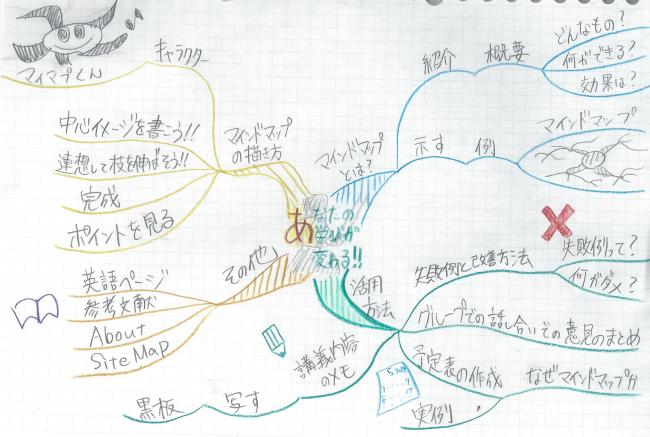 あなたの
学びが
変わる!!
マインドマップ
とは?
紹介
概要
どんなもの?
何ができる?
効果は?
示す
例
マインドマップ
活用
方法
失敗例と改善方法
失敗例って?
何がダメ?
グループでの話し合いでの意見のまとめ
予定表の作成
なぜマインドマップか
実例
講義内容
のメモ
写す
黒板
その他
英語ページ
参考文献
About
SiteMap
マインドマップ
の描き方
キャラクター
マイマプくん
中心イメージを書こう!!
連想して枝を伸ばそう!!
完成
ポイントを見る